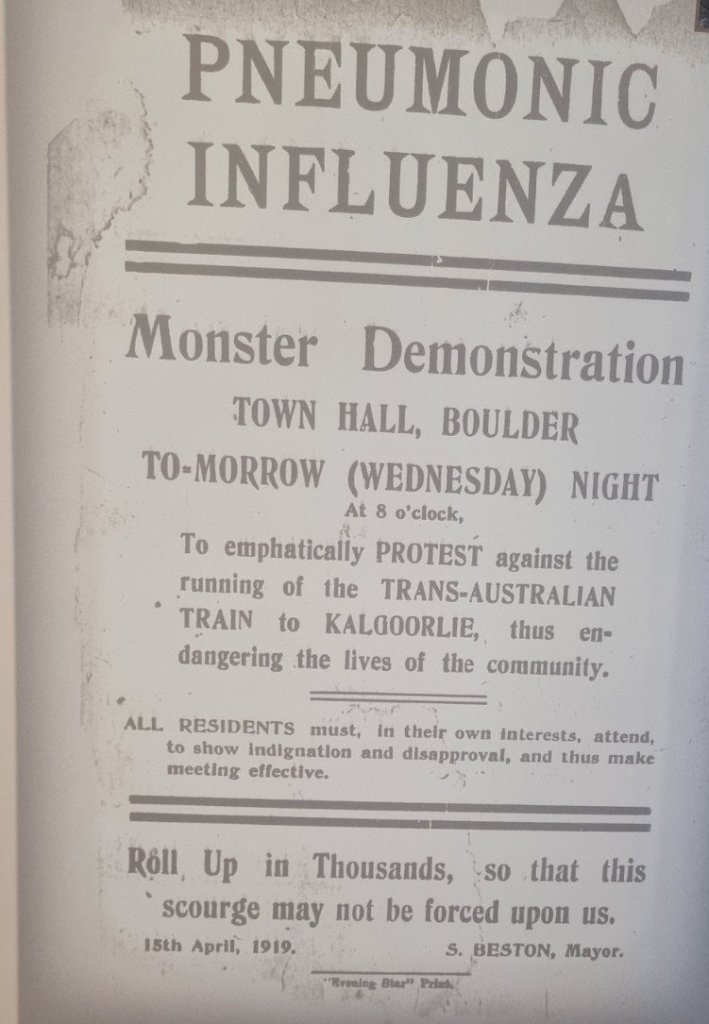 PNEUMONIC
INFLUENZA
Monster Demonstration
TOWN HALL, BOULDER
TO-MORROW (WEDNESDAY) NIGHT
At 8 o'clock,
To emphatically PROTEST against the
running of the TRANS-AUSTRALIAN
TRAIN to KALGOORLIE, thus en-
dangering the lives of the community.
ALL RESIDENTS must, in their own interests, attend,
to show indignation and disapproval, and thus make
meeting effective.
Roll Up in Thousands, so that this
scourge may not be forced upon us.
15th April, 1919.
S. BESTON, Mayor.
"Evening Star" Print.